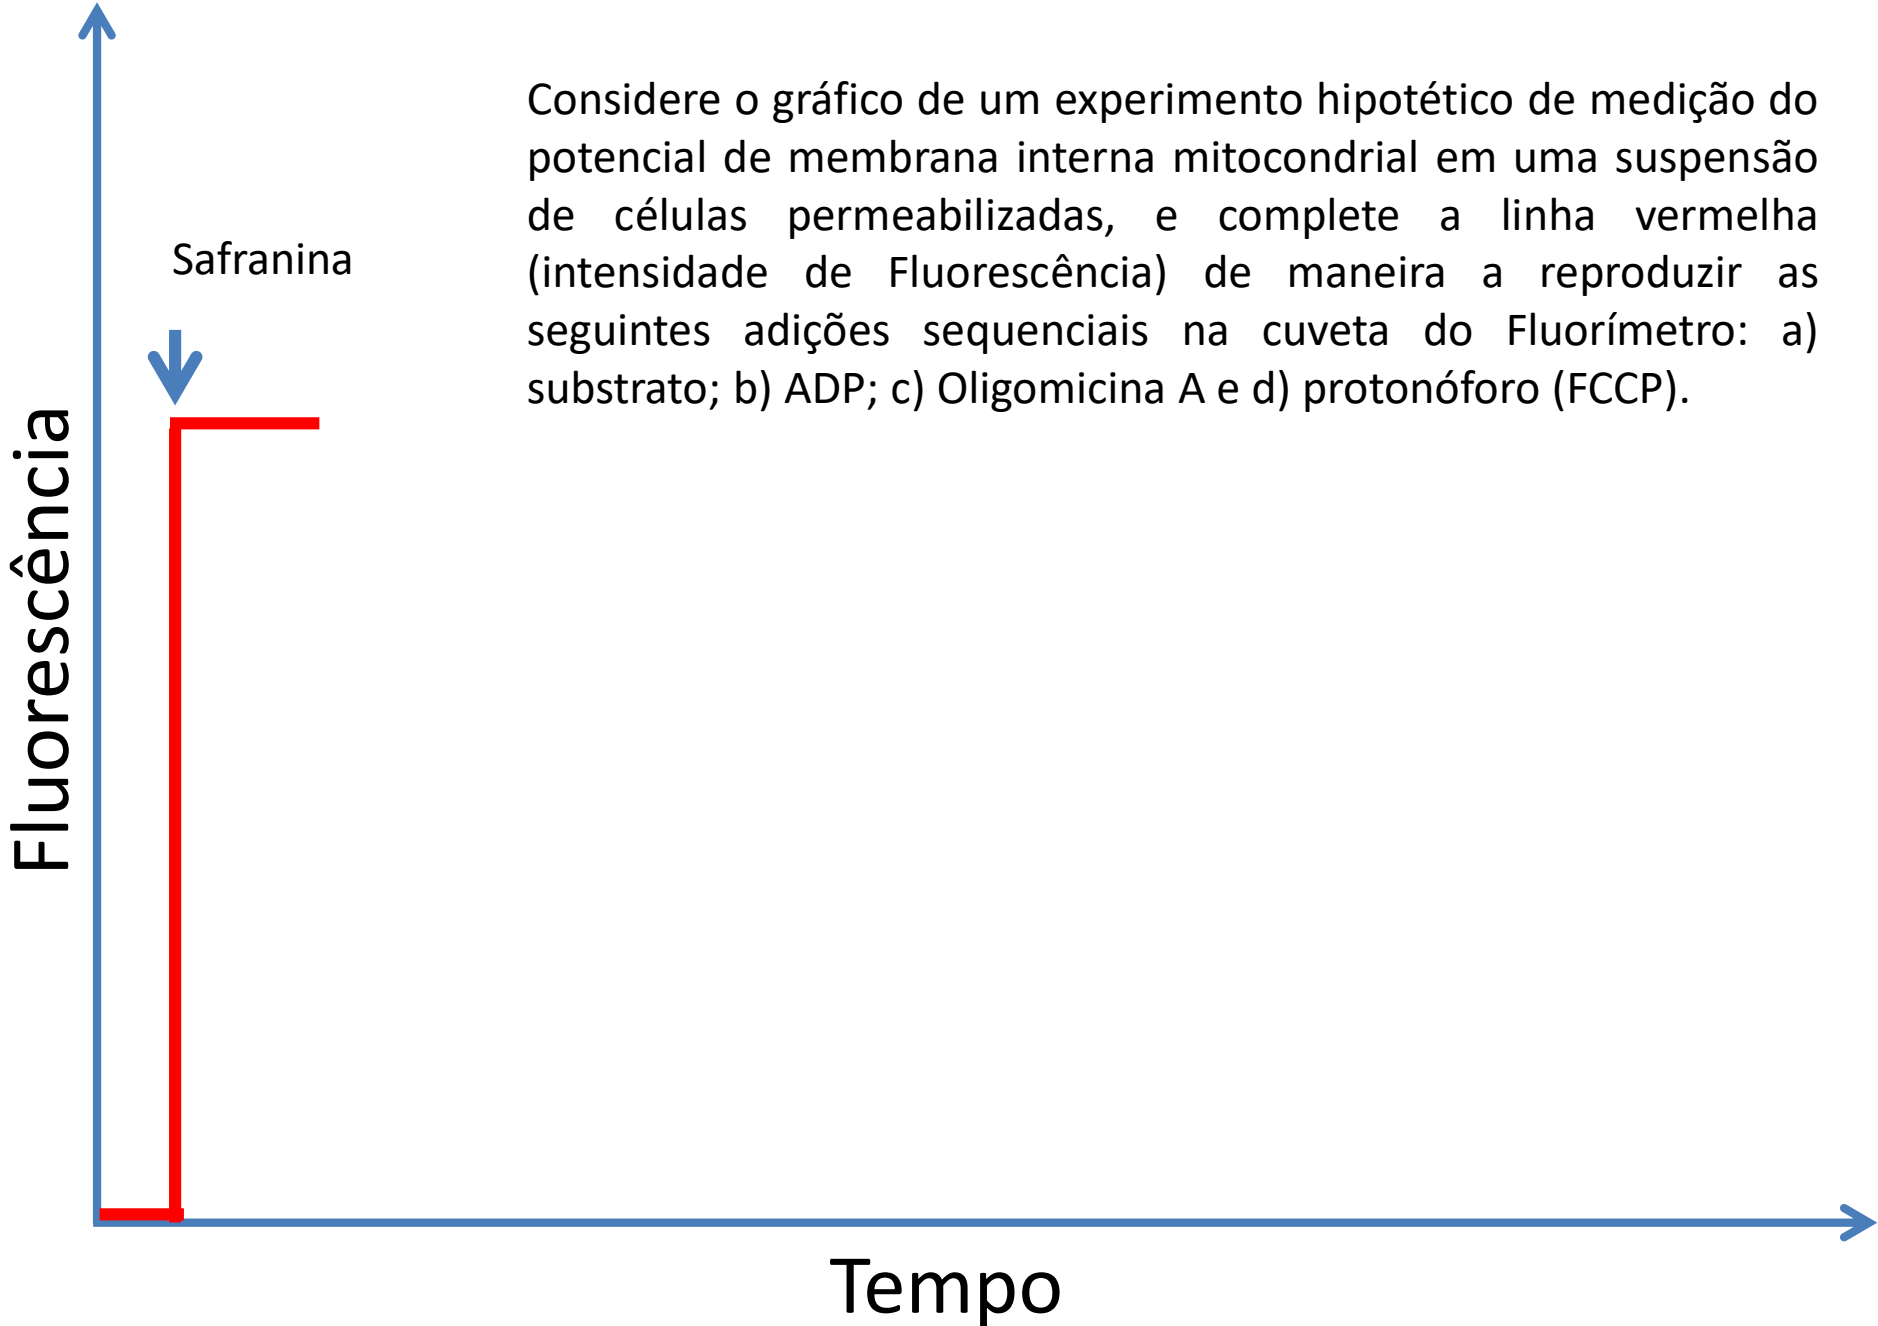 Considere o gráfico de um experimento hipotético de medição do
potencial de membrana interna mitocondrial em uma suspensão
de células permeabilizadas, e complete a linha vermelha
(intensidade de Fluorescência) de maneira a reproduzir as
seguintes adições sequenciais na cuveta do Fluorímetro: a)
substrato; b) ADP; c) Oligomicina A e d) protonóforo (FCCP).
Safranina
Fluorescência
Tempo